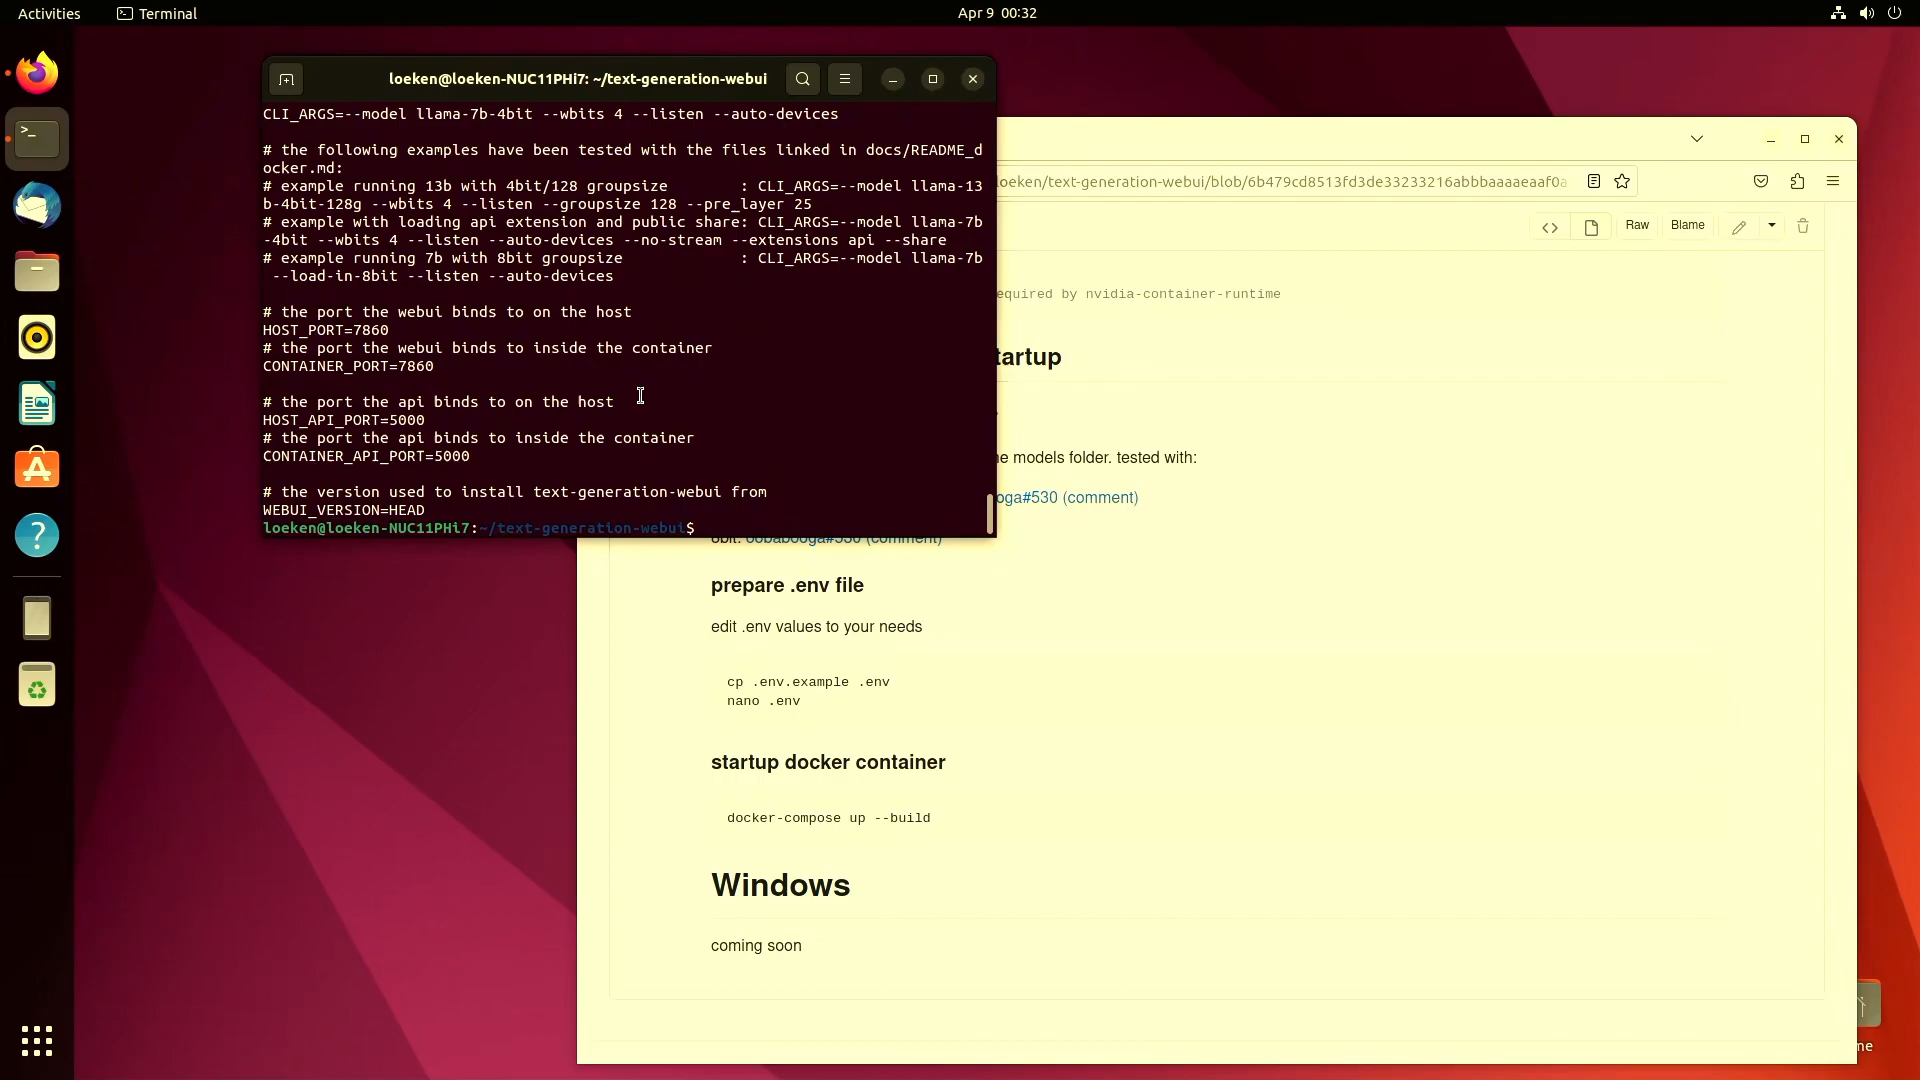 Activities
Terminal
Apr 9 00:32
loeken@loeken-NUC11PHi7: ~/text-generation-webui
CLI_ARGS=--model llama-7b-4bit --wbits 4 --listen --auto-devices
# the following examples have been tested with the files linked in docs/README_d
ocker.md:
# example running 13b with 4bit/128 groupsize : CLI_ARGS=--model llama-13
b-4bit-128g --wbits 4 --listen --groupsize 128 --pre_layer 25
# example with loading api extension and public share: CLI_ARGS=--model llama-7b
-4bit --wbits 4 --listen --auto-devices --no-stream --extensions api --share
# example running 7b with 8bit groupsize : CLI_ARGS=--model llama-7b
--load-in-8bit --listen --auto-devices
# the port the webui binds to on the host
HOST_PORT=7860
# the port the webui binds to inside the container
CONTAINER_PORT=7860
# the port the api binds to on the host
HOST_API_PORT=5000
# the port the api binds to inside the container
CONTAINER_API_PORT=5000
# the version used to install text-generation-webui from
WEBUI_VERSION=HEAD
loeken@loeken-NUC11PHi7:~/text-generation-webui$
oeken/text-generation-webui/blob/6b479cd8513fd3de33233216abbbaaaaeaaf0a
Raw
Blame
equired by nvidia-container-runtime
tartup
ne models folder. tested with:
oga#530 (comment)
8bit: oobabooga#530 (comment)
prepare .env file
edit .env values to your needs
cp .env.example .env
nano .env
startup docker container
docker-compose up --build
Windows
coming soon
me